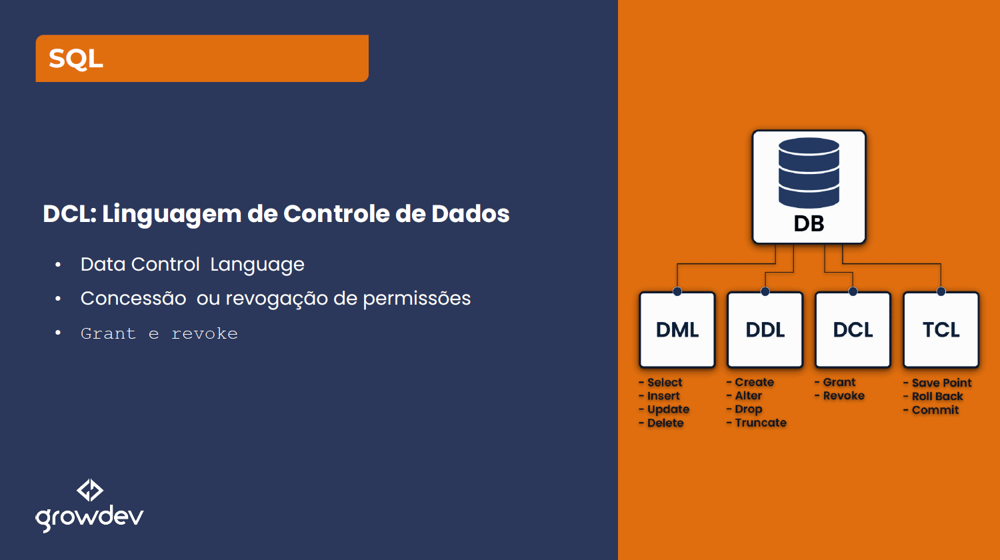 SQL
DCL: Linguagem de Controle de Dados
• Data Control  Language
• Concessão  ou revogação de permissões
• Grant e revoke
growdev
DB
DML
- Select
- Insert
- Update
- Delete
DDL
- Create
- Alter
- Drop
- Truncate
DCL
- Grant
- Revoke
TCL
- Save Point
- Roll Back
- Commit